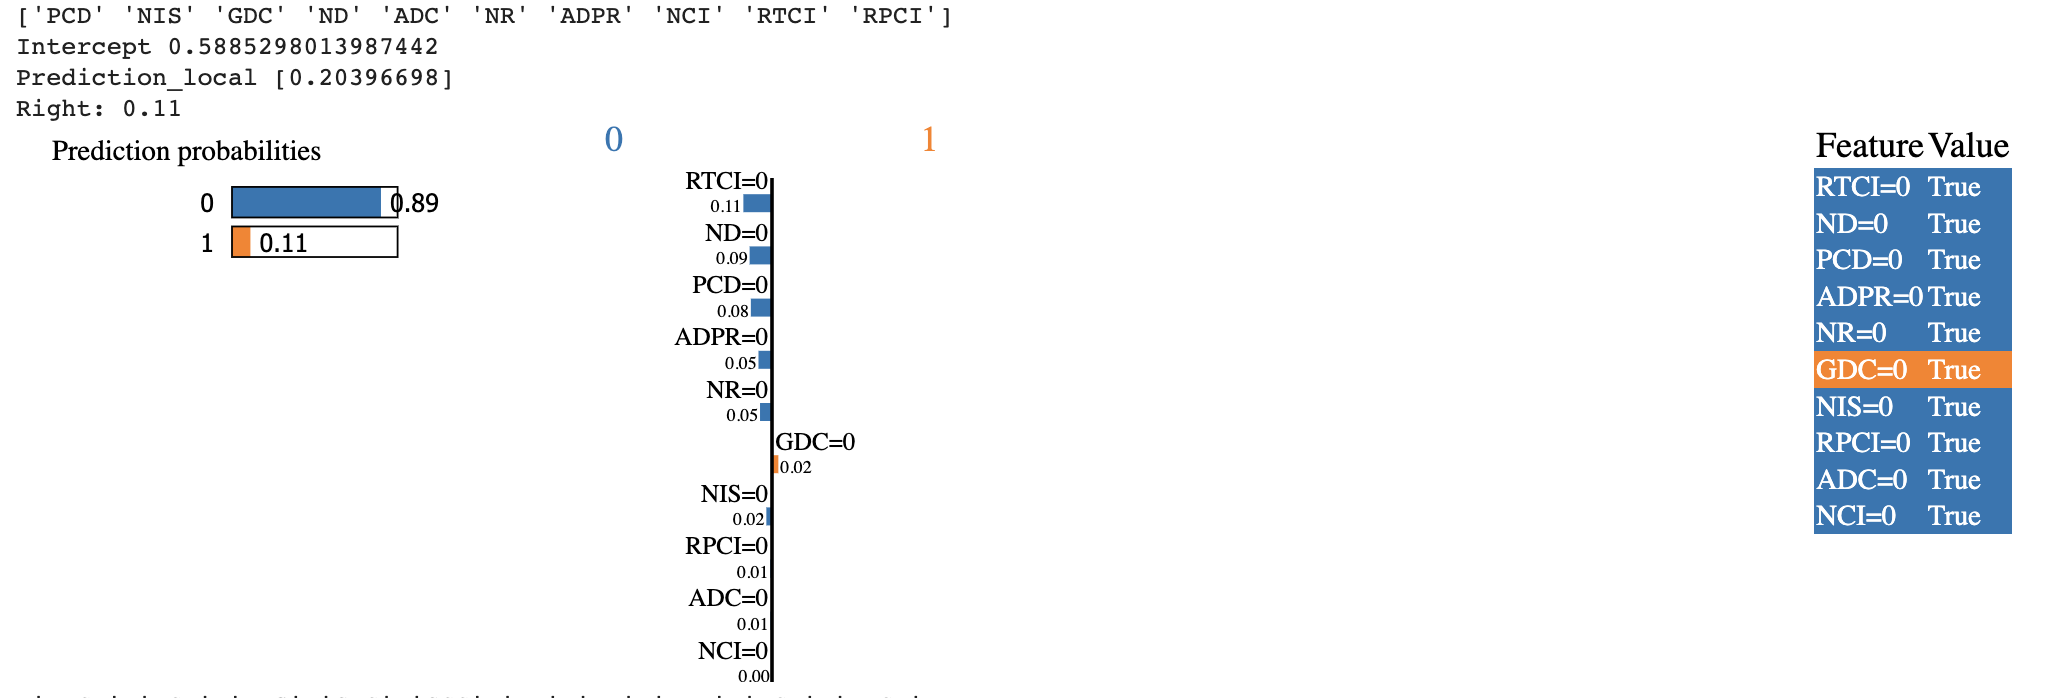 ['PCD' 'NIS' 'GDC' 'ND' 'ADC' 'NR' 'ADPR' 'NCI' 'RTCI' 'RPCI']
Intercept 0.5885298013987442
Prediction_local [0.20396698]
Right: 0.11
Prediction probabilities
0 0.89
1 0.11
0 1
RTCI=0
0.11
ND=0
0.09
PCD=0
0.08
ADPR=0
0.05
NR=0
0.05
GDC=0
0.02
NIS=0
0.02
RPCI=0
0.01
ADC=0
0.01
NCI=0
0.00
Feature Value
RTCI=0 True
ND=0 True
PCD=0 True
ADPR=0 True
NR=0 True
GDC=0 True
NIS=0 True
RPCI=0 True
ADC=0 True
NCI=0 True